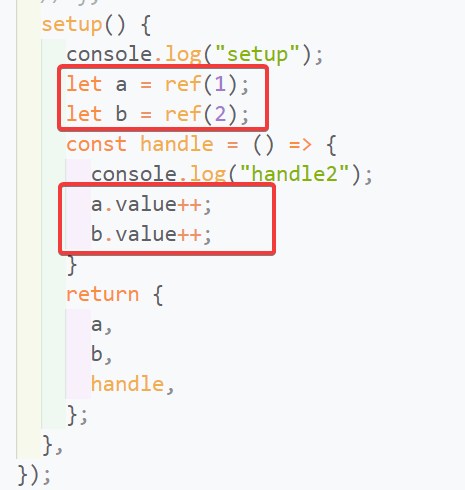 setup() {
console.log("setup");
let a = ref(1);
let b = ref(2);
const handle = () => {
console.log("handle2");
a.value++;
b.value++;
}
return {
a,
b,
handle,
};
},
});